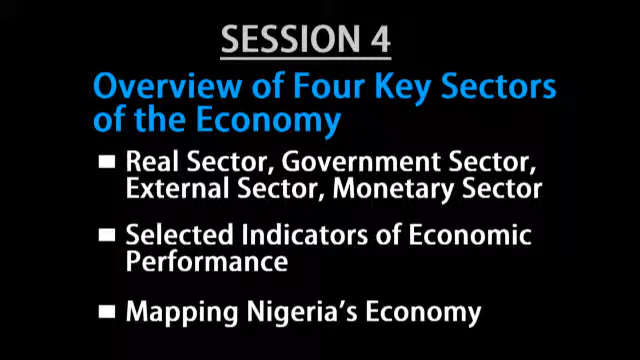 SESSION 4
Overview of Four Key Sectors
of the Economy
Real Sector, Government Sector,
External Sector, Monetary Sector
Selected Indicators of Economic
Performance
Mapping Nigeria's Economy